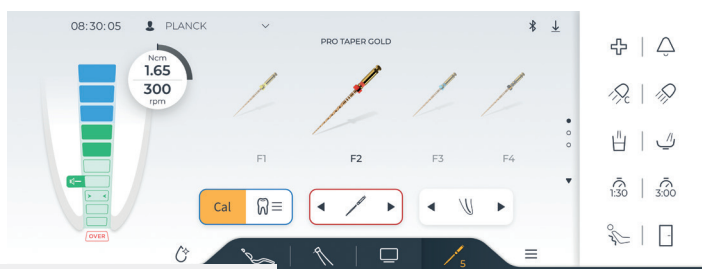 08:30:05 PLANCK
PRO TAPER GOLD
Ncm
1.65
300
rpm
F1 F2 F3 F4
Cal
OVER
5
C
1:30 3:00